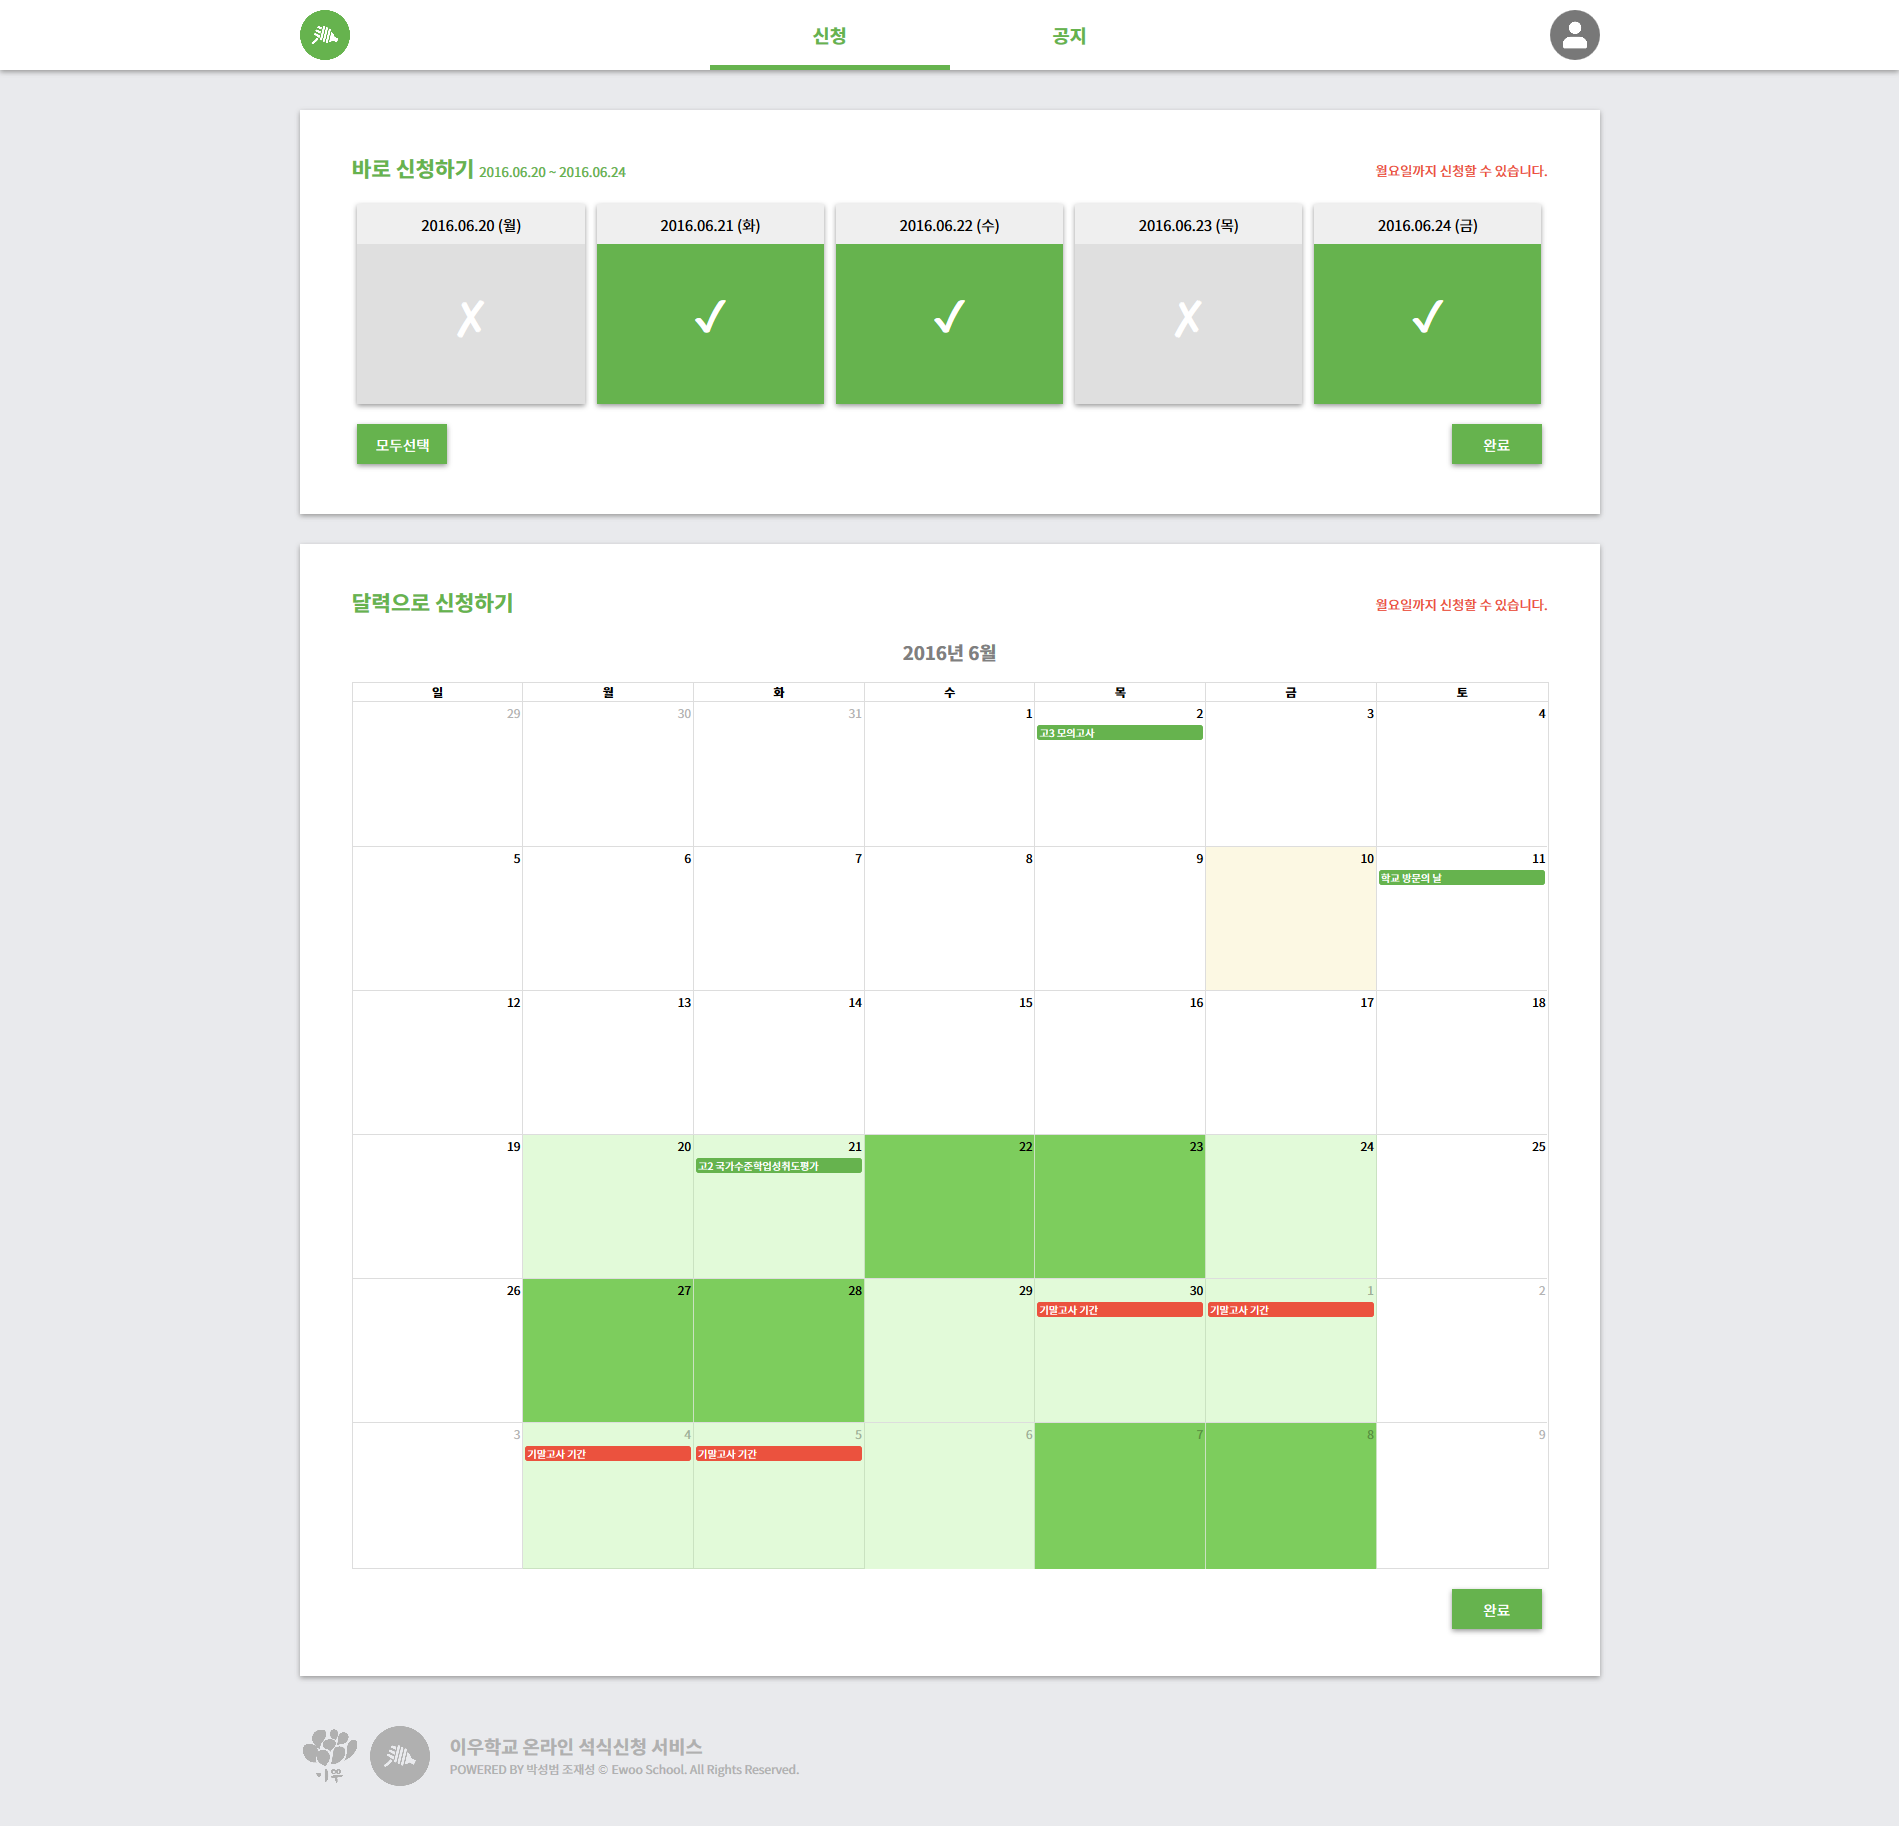 신청 공지
바로 신청하기 2016.06.20 ~ 2016.06.24 월요일까지 신청할 수 있습니다.
2016.06.20 (월) 2016.06.21 (화) 2016.06.22 (수) 2016.06.23 (목) 2016.06.24 (금)
✗ ✓ ✓ ✗ ✓
모두선택 완료
달력으로 신청하기 월요일까지 신청할 수 있습니다.
2016년 6월
일 월 화 수 목 금 토
29 30 31 1 2 3 4
고3 모의고사
5 6 7 8 9 10 11
학교 방문의 날
12 13 14 15 16 17 18
19 20 21 22 23 24 25
고2 국가수준학업성취도평가
26 27 28 29 30 1 2
기말고사 기간 기말고사 기간
3 4 5 6 7 8 9
기말고사 기간 기말고사 기간
완료
이우
이우학교 온라인 석식신청 서비스
POWERED BY 박성범 조재성 © Ewoo School. All Rights Reserved.